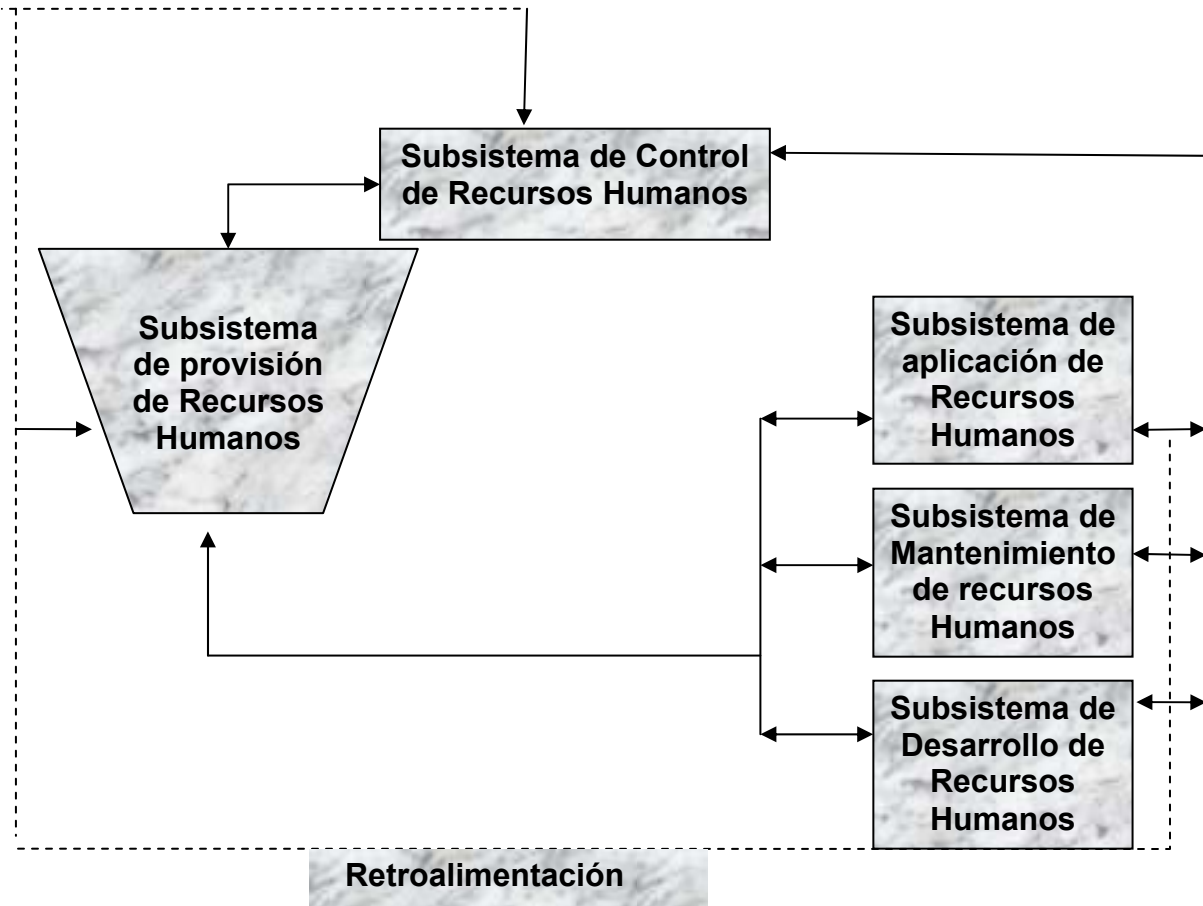 Subsistema de Control
de Recursos Humanos
Subsistema
de provisión
de Recursos
Humanos
Subsistema de
aplicación de
Recursos
Humanos
Subsistema de
Mantenimiento
de recursos
Humanos
Subsistema de
Desarrollo de
Recursos
Humanos
Retroalimentación